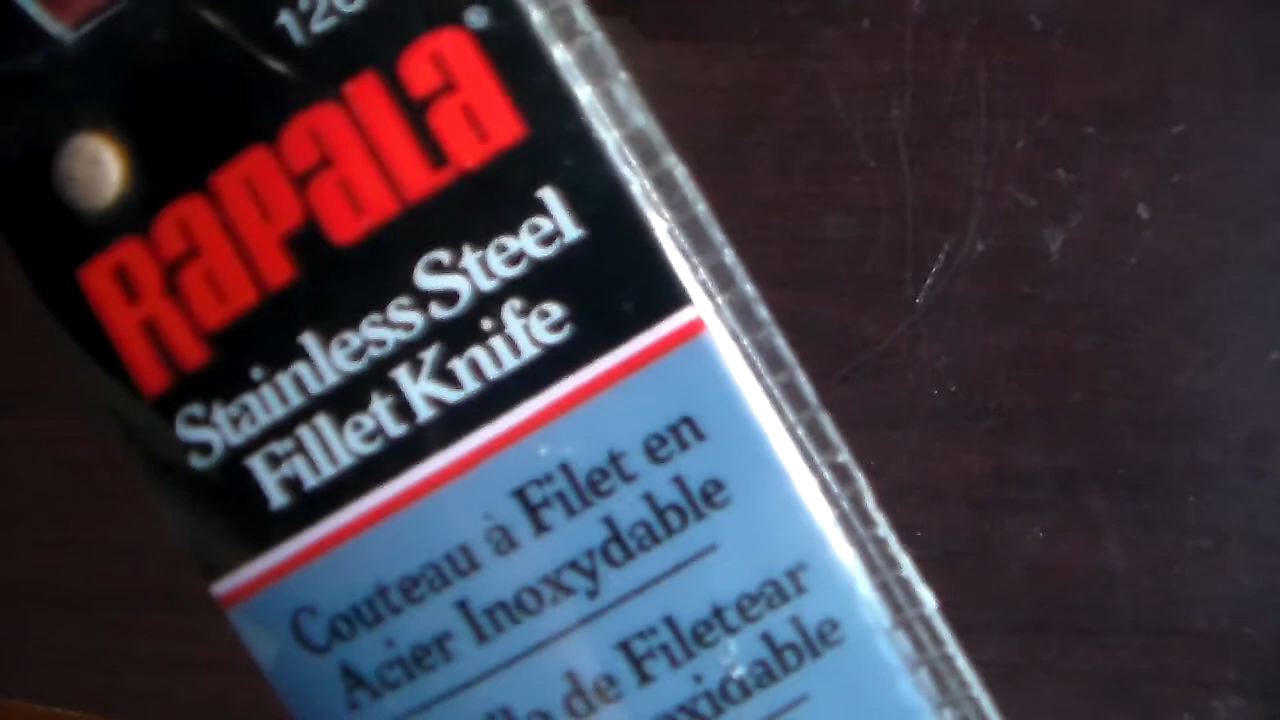 RAPALA
Stainless Steel
Fillet Knife
Couteau à Filet en
Acier Inoxydable
de Filetear